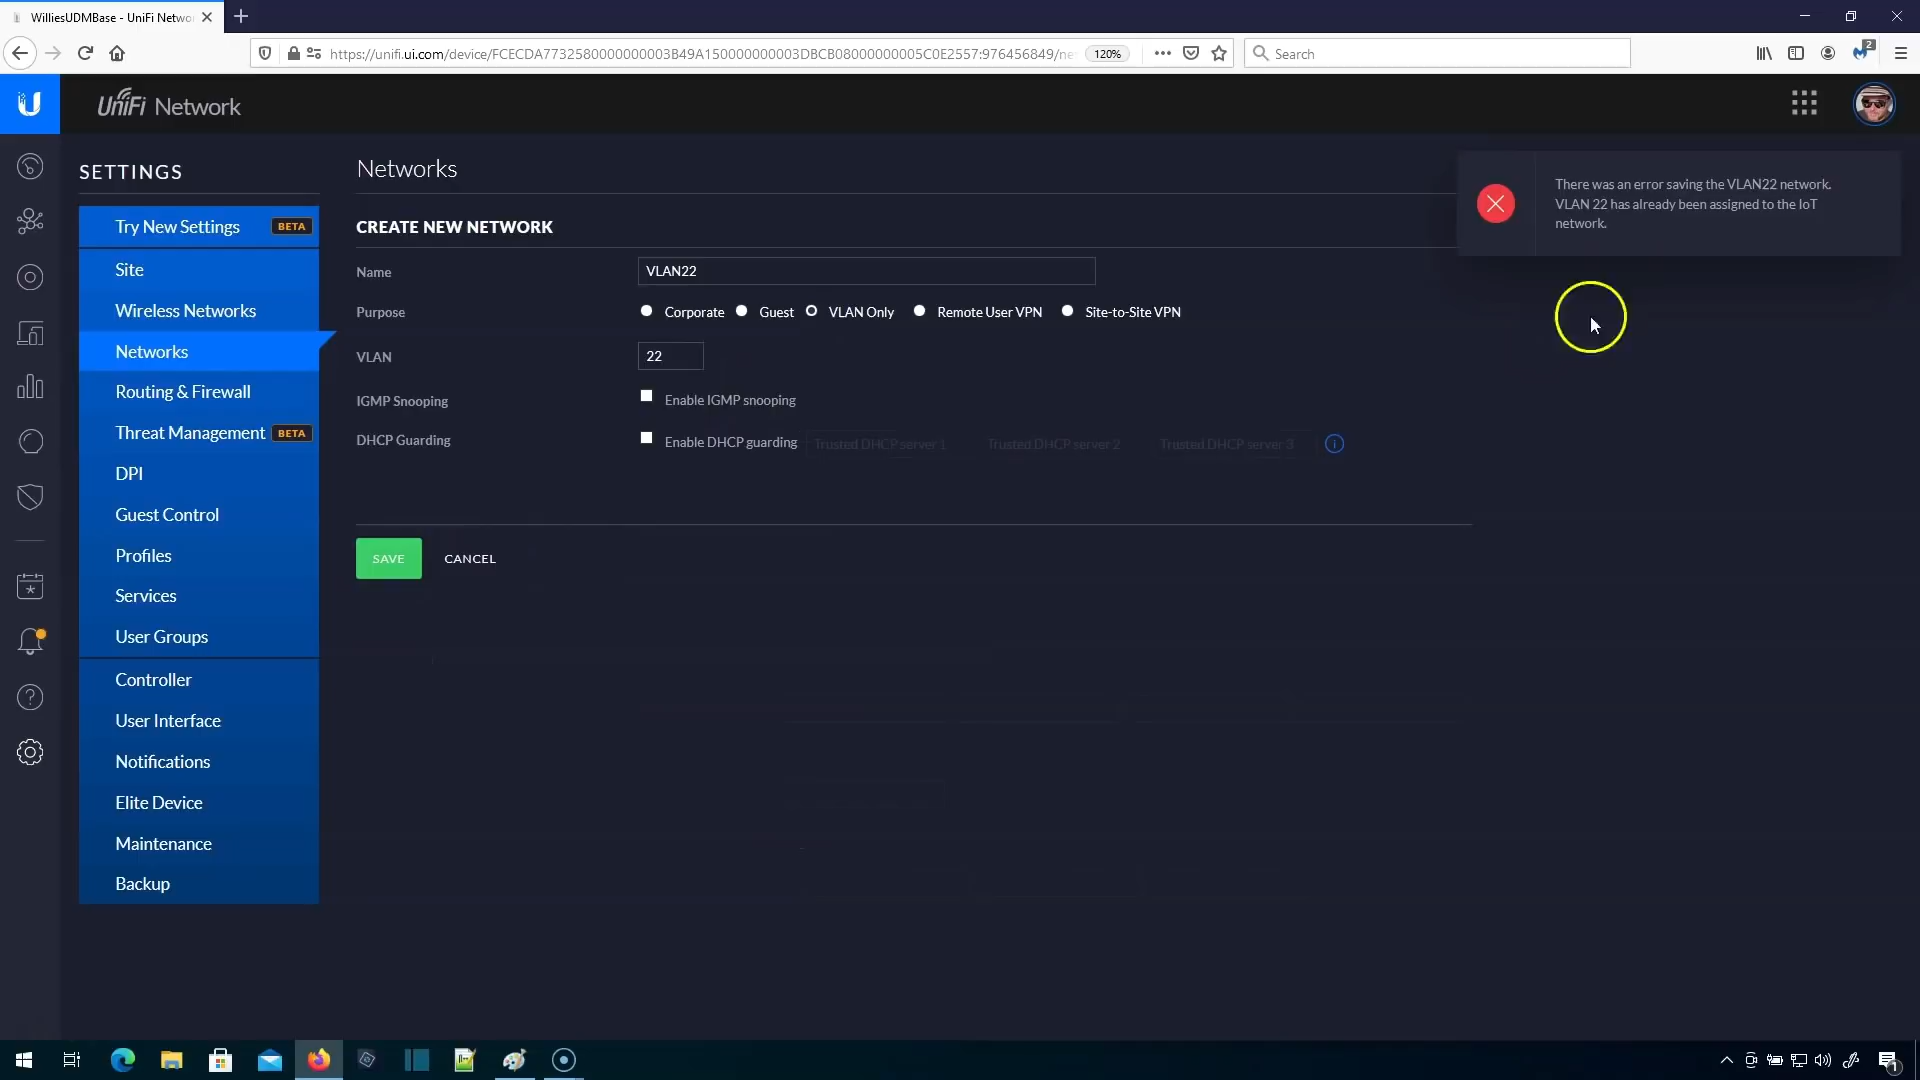 WilliesUDMBase - UniFi Netwo
https://unifi.ui.com/device/FCECDA7732580000000003B49A150000000003DBCB08000000005C0E2557:976456849/ne
120%
Search
2
UniFi Network
SETTINGS
Try New Settings BETA
Site
Wireless Networks
Networks
Routing & Firewall
Threat Management BETA
DPI
Guest Control
Profiles
Services
User Groups
Controller
User Interface
Notifications
Elite Device
Maintenance
Backup
Networks
CREATE NEW NETWORK
Name VLAN22
Purpose Corporate Guest VLAN Only Remote User VPN Site-to-Site VPN
VLAN 22
IGMP Snooping Enable IGMP snooping
DHCP Guarding Enable DHCP guarding Trusted DHCP server 1 Trusted DHCP server 2 Trusted DHCP server 3
SAVE CANCEL
There was an error saving the VLAN22 network.
VLAN 22 has already been assigned to the IoT
network.
1